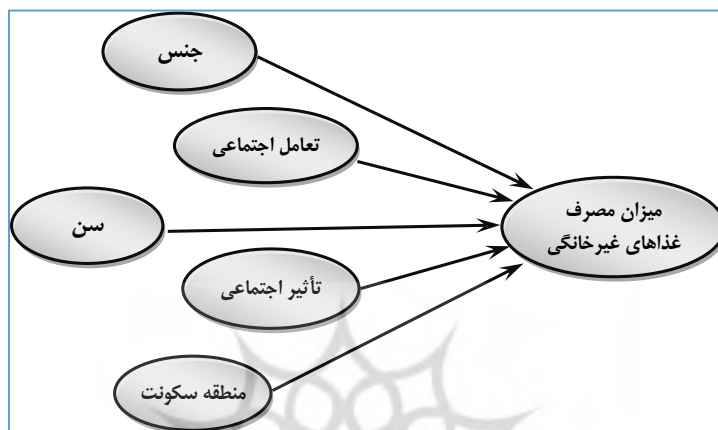 جنس
تعامل اجتماعی
میزان مصرف
غذاهای غیرخانگی
سن
تأثیر اجتماعی
منطقه سکونت